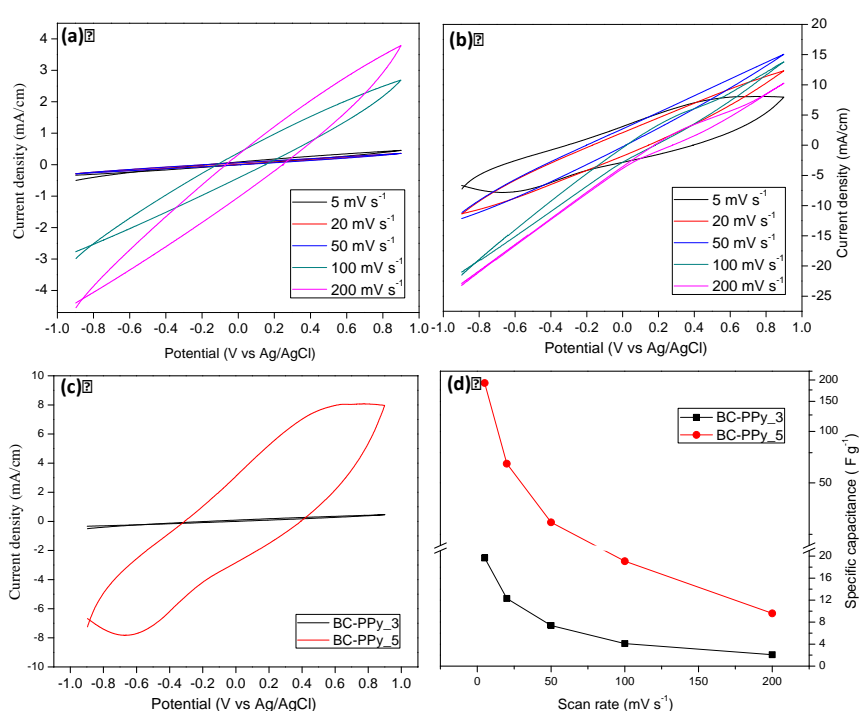 (a)
4
3
2
1
0
-1
-2
-3
-4
Current density (mA/cm)
5 mV s⁻¹
20 mV s⁻¹
50 mV s⁻¹
100 mV s⁻¹
200 mV s⁻¹
-1.0 -0.8 -0.6 -0.4 -0.2 0.0 0.2 0.4 0.6 0.8 1.0
Potential (V vs Ag/AgCl)
(b)
20
15
10
5
0
-5
-10
-15
-20
-25
Current density (mA/cm)
5 mV s⁻¹
20 mV s⁻¹
50 mV s⁻¹
100 mV s⁻¹
200 mV s⁻¹
-1.0 -0.8 -0.6 -0.4 -0.2 0.0 0.2 0.4 0.6 0.8 1.0
Potential (V vs Ag/AgCl)
(c)
10
8
6
4
2
0
-2
-4
-6
-8
-10
Current density (mA/cm)
BC-PPy_3
BC-PPy_5
-1.0 -0.8 -0.6 -0.4 -0.2 0.0 0.2 0.4 0.6 0.8 1.0
Potential (V vs Ag/AgCl)
(d)
BC-PPy_3
BC-PPy_5
200
150
100
50
20
16
12
8
4
0
Specific capacitance ( F g⁻¹)
0 50 100 150 200
Scan rate (mV s⁻¹)